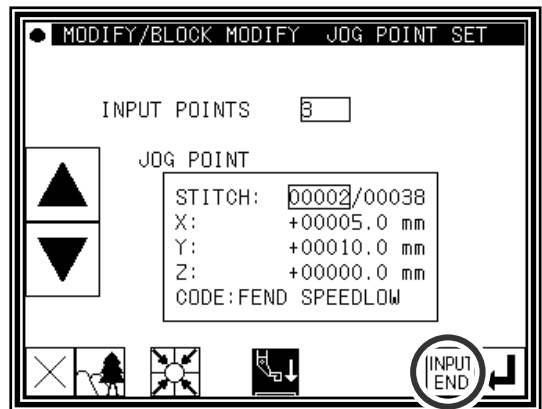 MODIFY/BLOCK MODIFY JOG POINT SET
INPUT POINTS 3
JOG POINT
STITCH: 00002/00038
X: +00005.0 mm
Y: +00010.0 mm
Z: +00000.0 mm
CODE:FEND SPEEDLOW
INPUT
END